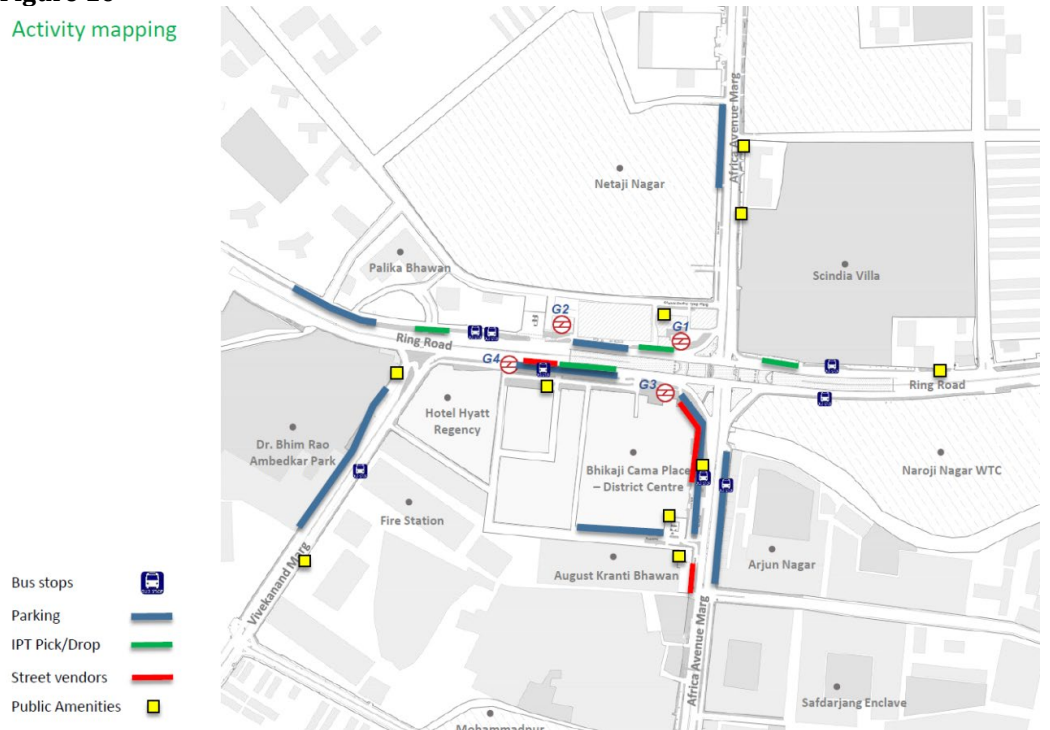 Activity mapping
Africa Avenue Marg
Netaji Nagar
Scindia Villa
Palika Bhawan
G2
G1
Ring Road
G4
G3
Ring Road
Hotel Hyatt
Regency
Dr. Bhim Rao
Ambedkar Park
Bhikaji Cama Place
– District Centre
Naroji Nagar WTC
Fire Station
August Kranti Bhawan
Arjun Nagar
Vivekanand Marg
Africa Avenue Marg
Safdarjang Enclave
Bus stops
BUS STOP
Parking
IPT Pick/Drop
Street vendors
Public Amenities